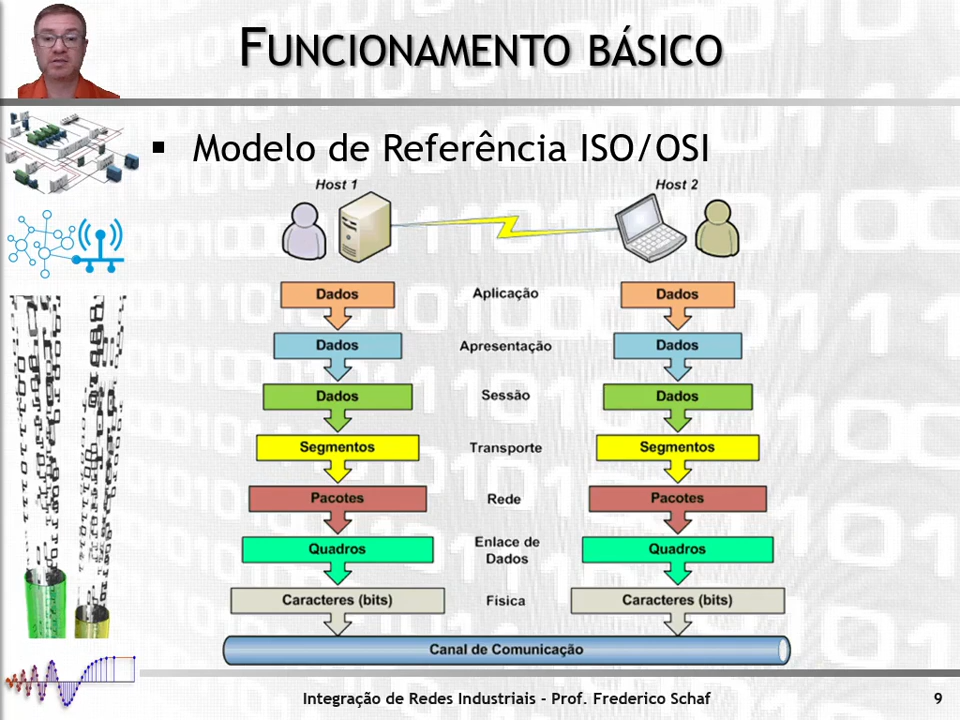 FUNCIONAMENTO BÁSICO
Modelo de Referência ISO/OSI
Host 1
Host 2
Dados
Aplicação
Dados
Dados
Apresentação
Dados
Dados
Sessão
Dados
Segmentos
Transporte
Segmentos
Pacotes
Rede
Pacotes
Quadros
Enlace de
Dados
Quadros
Caracteres (bits)
Fisica
Caracteres (bits)
Canal de Comunicação
Integração de Redes Industriais - Prof. Frederico Schaf
9